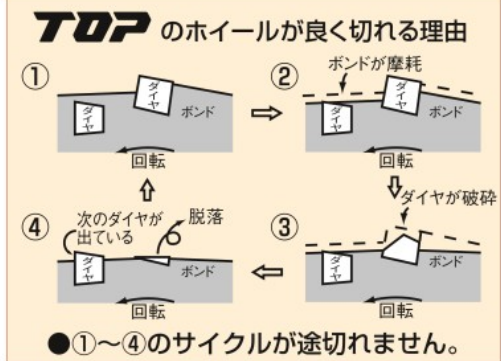 TOP のホイールが良く切れる理由
①
ダイヤ
ダイヤ
ボンド
回転
⇨
②
ボンドが摩耗
ダイヤ
ダイヤ
ボンド
回転
⇩
③
ダイヤが破砕
ダイヤ
ボンド
回転
⇦
④
次のダイヤが
出ている
脱落
ダイヤ
ボンド
回転
⇧
●①〜④のサイクルが途切れません。